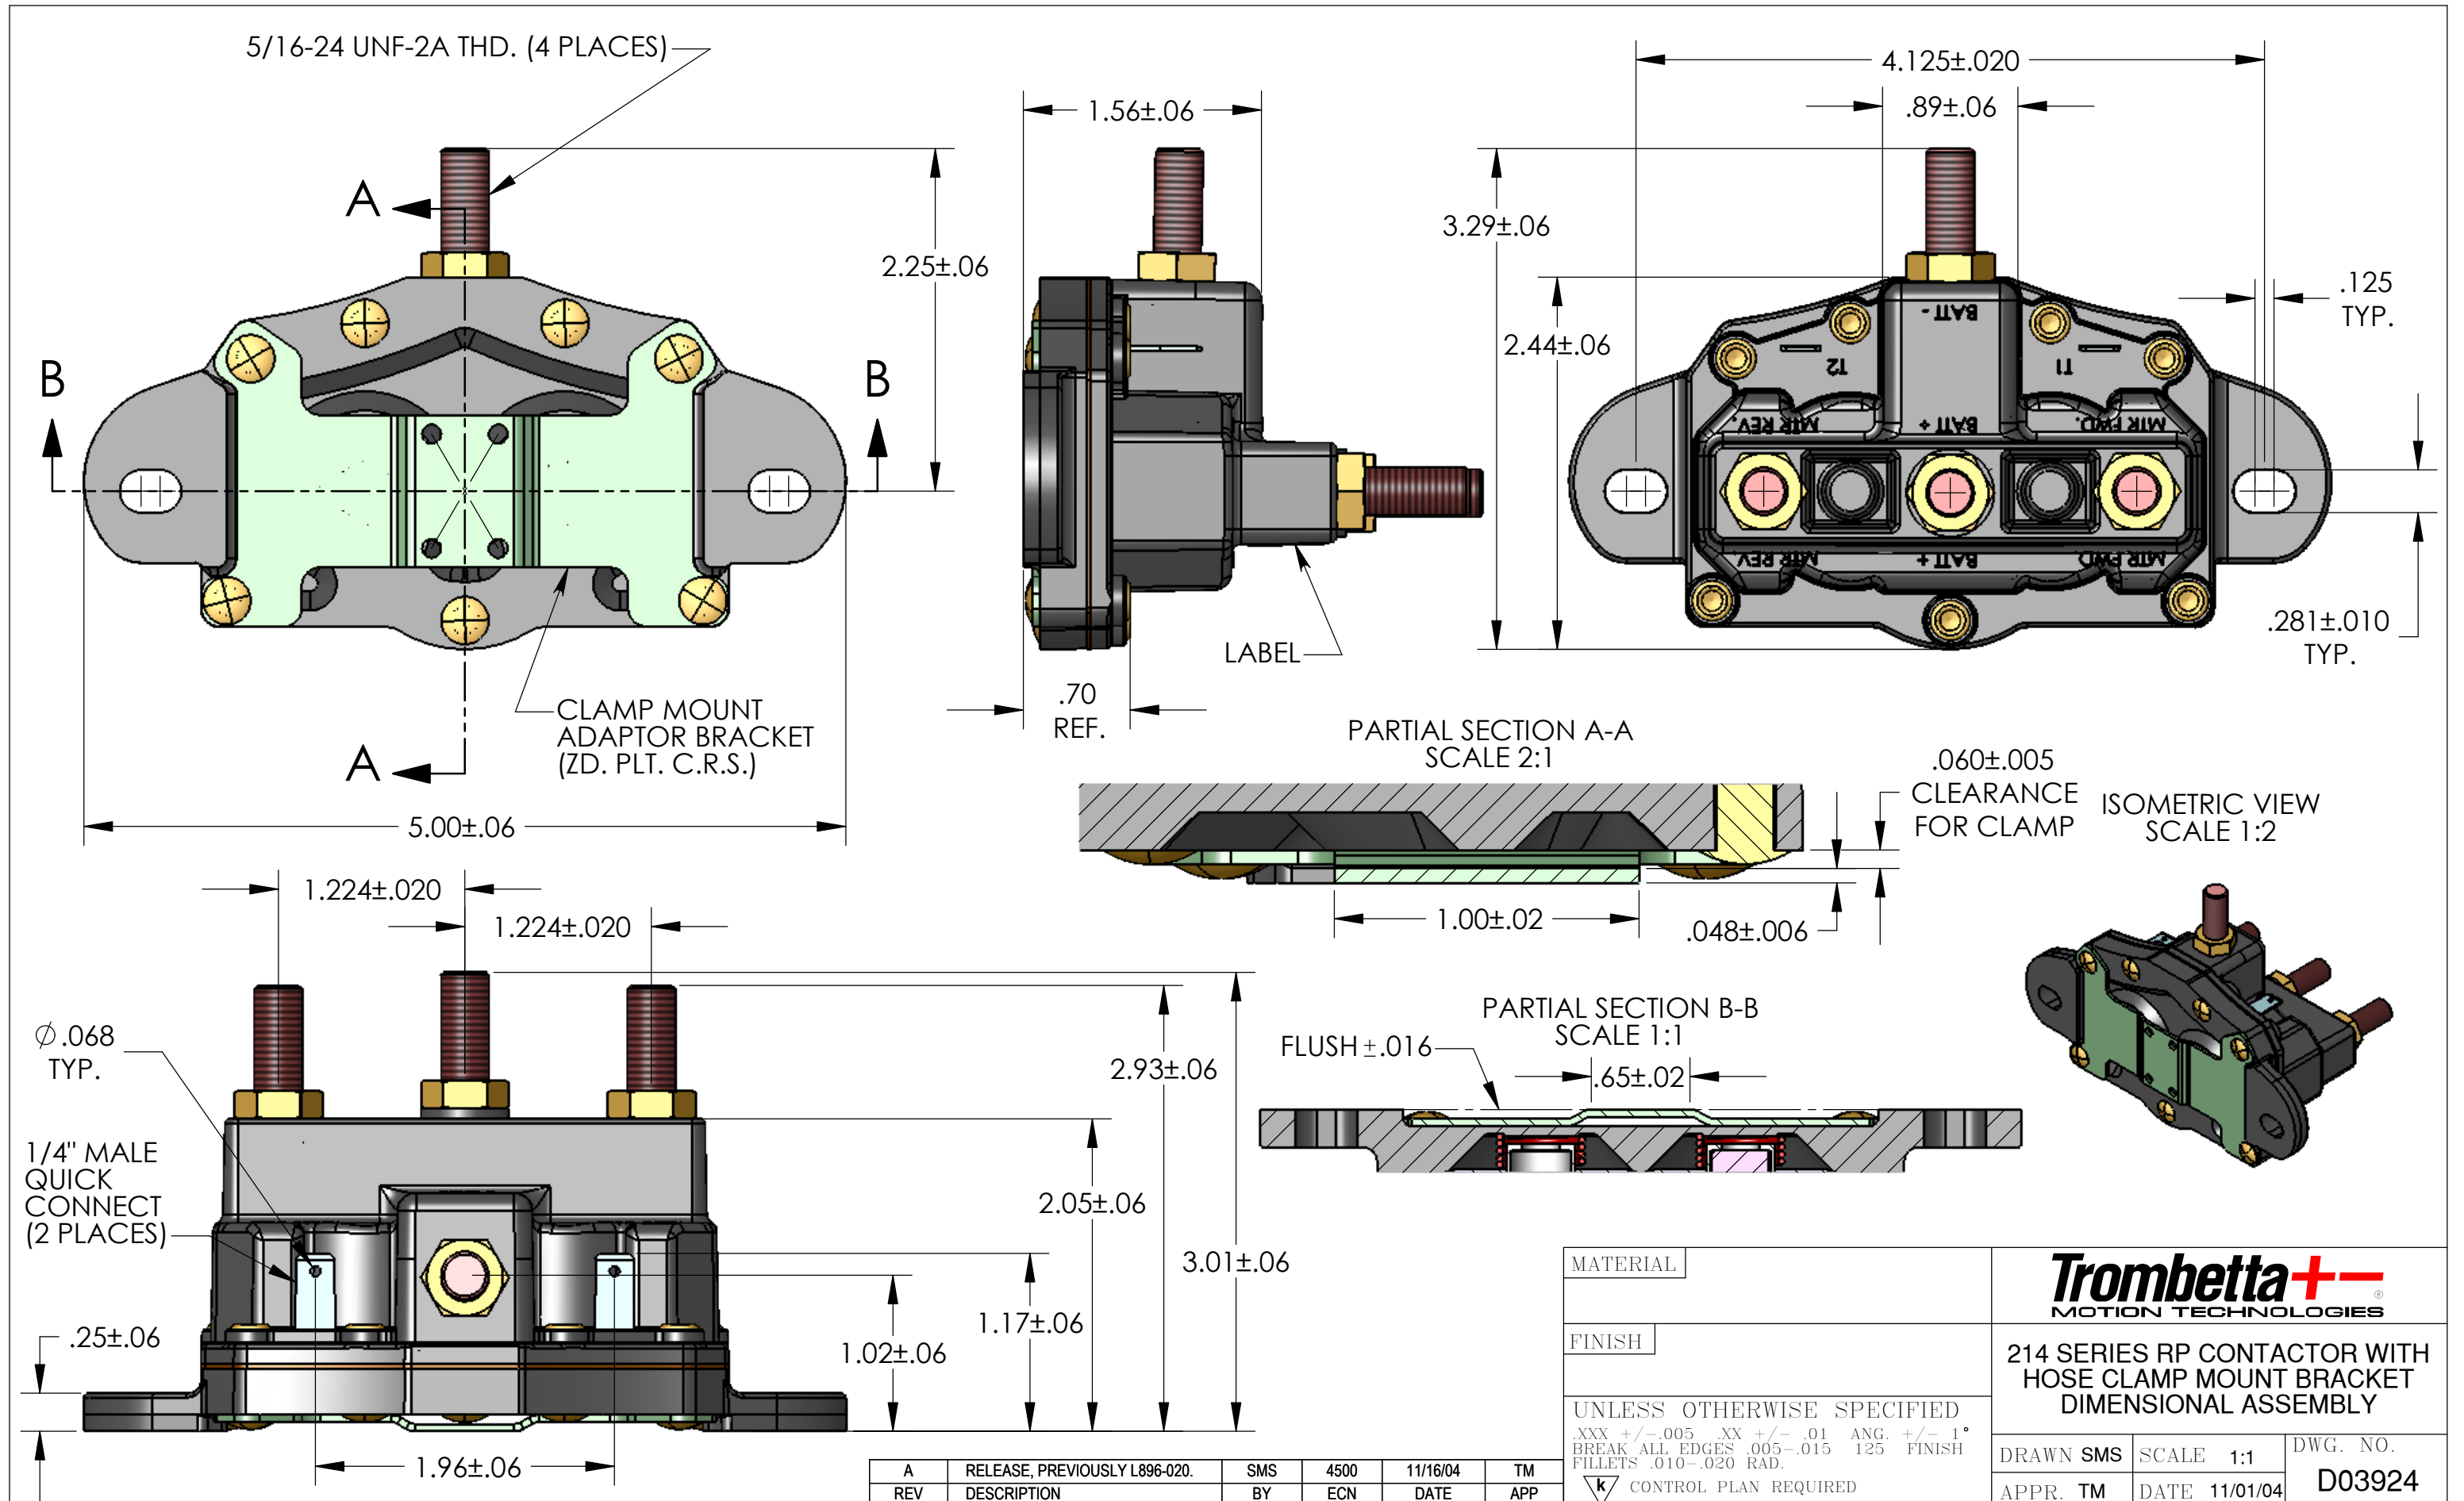 5/16-24 UNF-2A THD. (4 PLACES)
A
2.25±.06
B
B
CLAMP MOUNT
ADAPTOR BRACKET
(ZD. PLT. C.R.S.)
A
5.00±.06
1.56±.06
LABEL
.70
REF.
4.125±.020
.89±.06
3.29±.06
2.44±.06
.125
TYP.
.281±.010
TYP.
BATT -
T2
T1
MTR REV.
BATT +
MTR FWD.
MTR REV
BATT +
MTR FWD.
PARTIAL SECTION A-A
SCALE 2:1
.060±.005
CLEARANCE
FOR CLAMP
1.00±.02
.048±.006
ISOMETRIC VIEW
SCALE 1:2
1.224±.020
1.224±.020
∅.068
TYP.
1/4" MALE
QUICK
CONNECT
(2 PLACES)
.25±.06
1.96±.06
1.02±.06
1.17±.06
2.05±.06
2.93±.06
3.01±.06
PARTIAL SECTION B-B
SCALE 1:1
FLUSH±.016
.65±.02
A RELEASE, PREVIOUSLY L896-020. SMS 4500 11/16/04 TM
REV DESCRIPTION BY ECN DATE APP
MATERIAL
FINISH
UNLESS OTHERWISE SPECIFIED
.XXX +/-.005 .XX +/- .01 ANG. +/- 1°
BREAK ALL EDGES .005-.015 125 FINISH
FILLETS .010-.020 RAD.
k CONTROL PLAN REQUIRED
Trombetta+- ®
MOTION TECHNOLOGIES
214 SERIES RP CONTACTOR WITH
HOSE CLAMP MOUNT BRACKET
DIMENSIONAL ASSEMBLY
DRAWN SMS SCALE 1:1 DWG. NO.
APPR. TM DATE 11/01/04 D03924